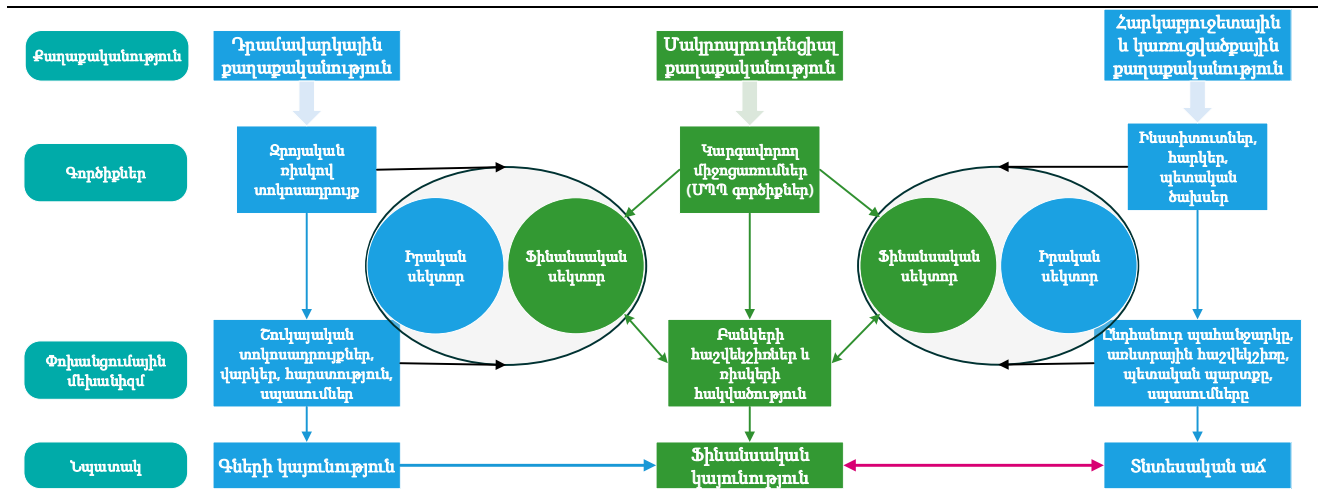 Քաղաքականություն
Դրամավարկային
քաղաքականություն
Մակրոպրուդենցիալ
քաղաքականություն
Հարկաբյուջետային
և կառուցվածքային
քաղաքականություն
Գործիքներ
Զրոյական
ռիսկով
տոկոսադրույք
Կարգավորող
միջոցառումներ
(ՄՊՊ գործիքներ)
Ինստիտուտներ,
հարկեր,
պետական
ծախսեր
Իրական
սեկտոր
Ֆինանսական
սեկտոր
Ֆինանսական
սեկտոր
Իրական
սեկտոր
Փոխանցումային
մեխանիզմ
Շուկայական
տոկոսադրույքներ,
վարկեր, հարստություն,
սպասումներ
Բանկերի
հաշվեկշիռներ և
ռիսկերի
հակվածություն
Ընդհանուր պահանջարկը,
առևտրային հաշվեկշիռը,
պետական պարտքը,
սպասումները
Նպատակ
Գների կայունություն
Ֆինանսական
կայունություն
Տնտեսական աճ